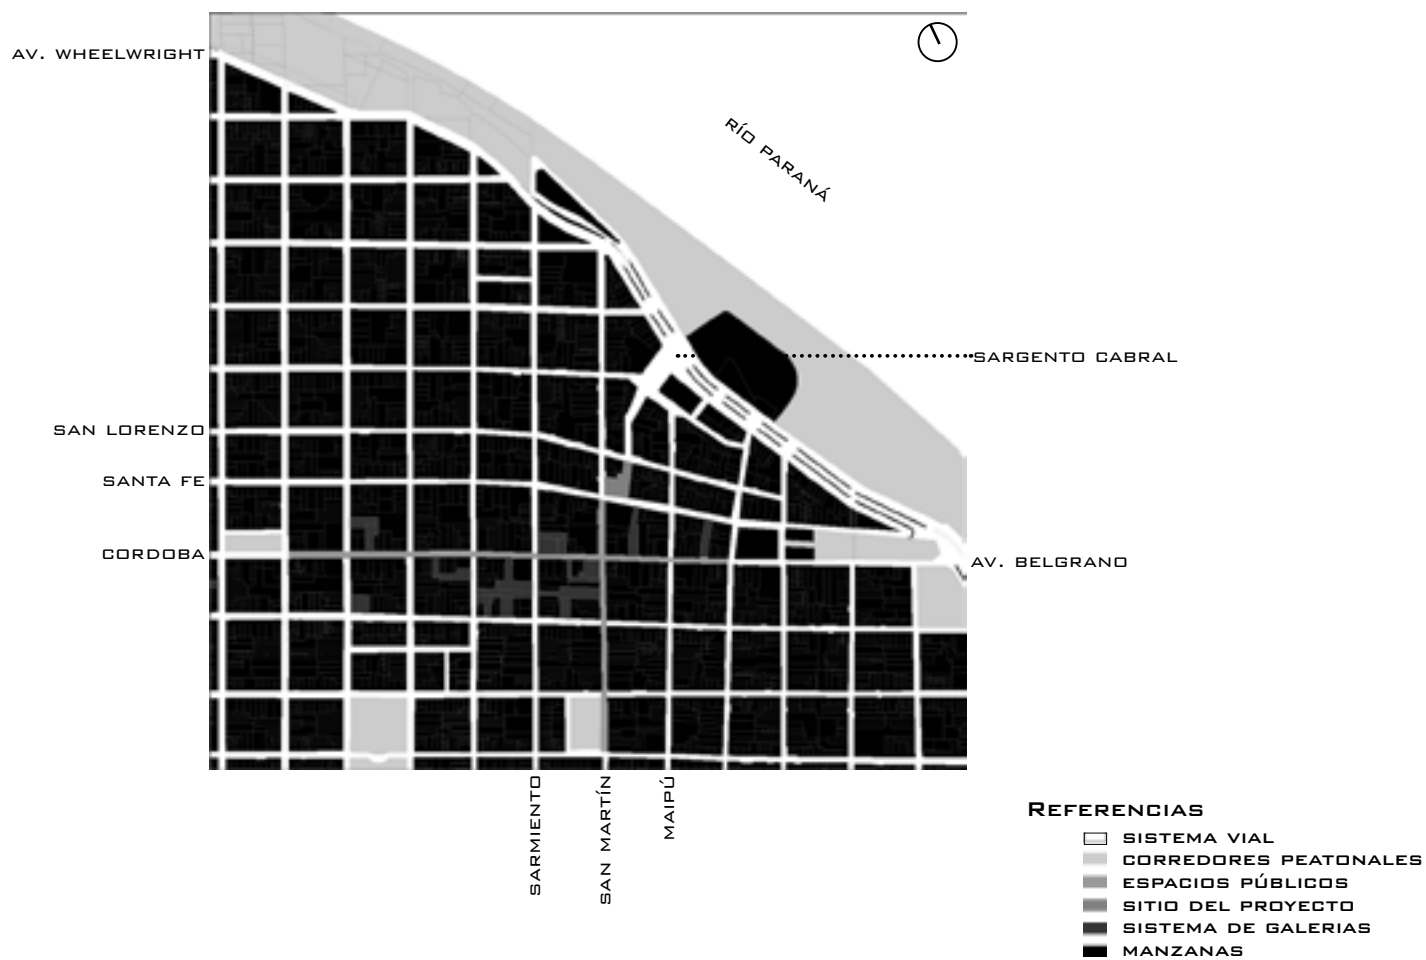 AV. WHEELWRIGHT
RÍO PARANÁ
SARGENTO CABRAL
SAN LORENZO
SANTA FE
CORDOBA
AV. BELGRANO
SARMIENTO
SAN MARTÍN
MAIPÚ
REFERENCIAS
SISTEMA VIAL
CORREDORES PEATONALES
ESPACIOS PÚBLICOS
SITIO DEL PROYECTO
SISTEMA DE GALERIAS
MANZANAS